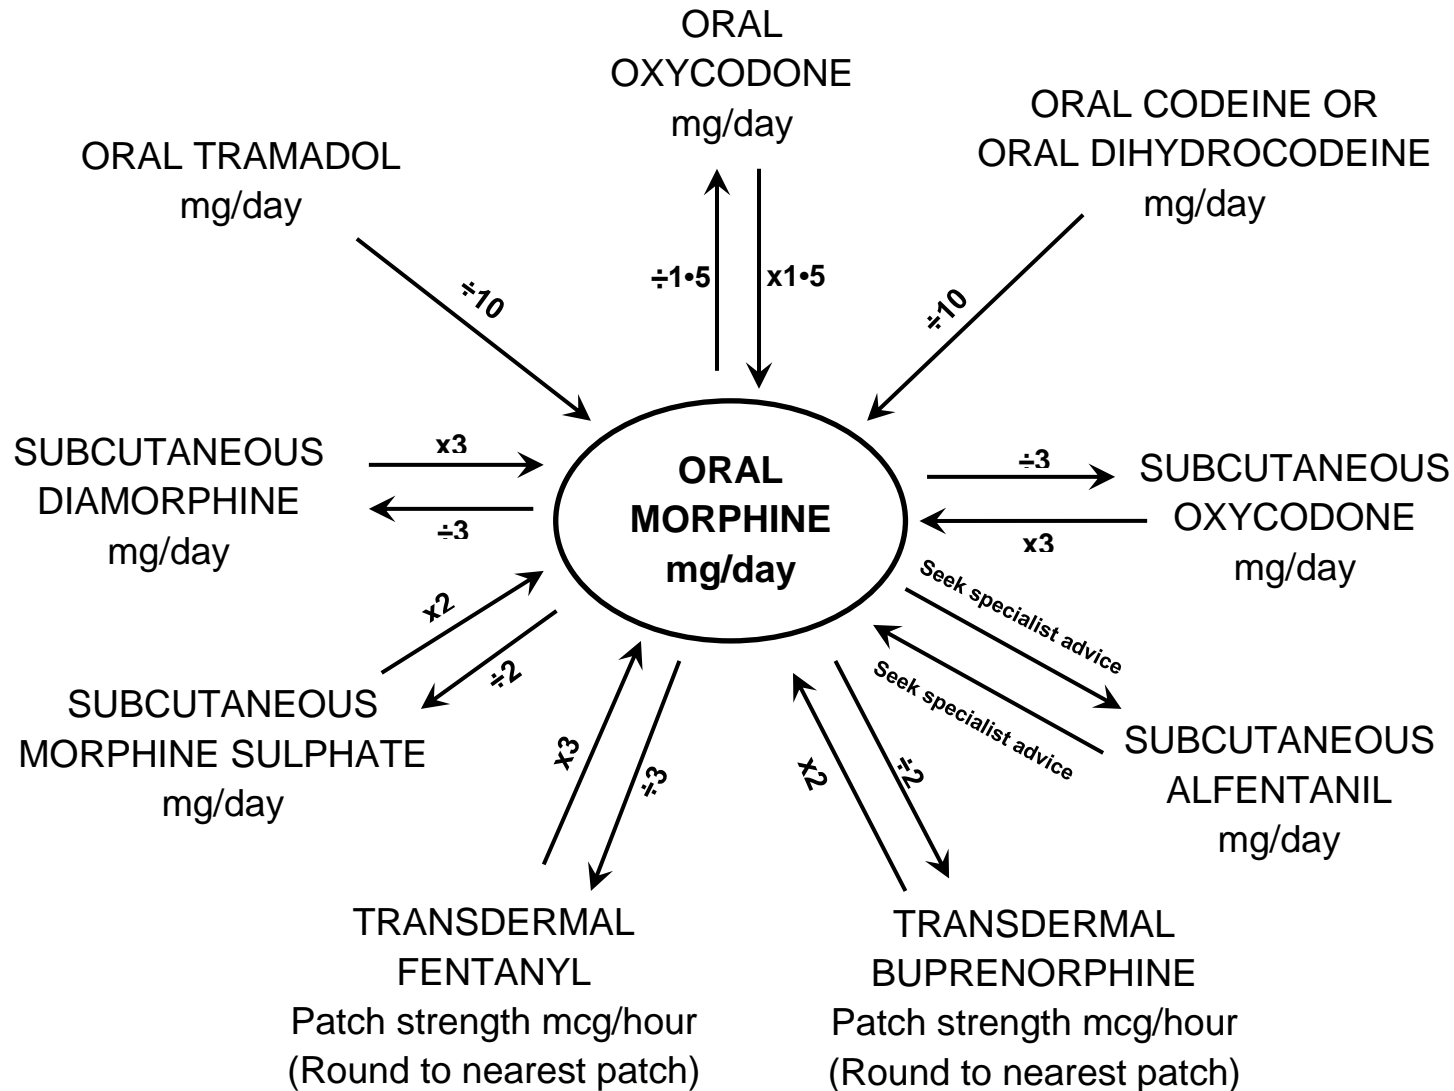 ORAL
OXYCODONE
mg/day
ORAL CODEINE OR
ORAL DIHYDROCODEINE
mg/day
ORAL TRAMADOL
mg/day
÷10
÷1•5
x1•5
÷10
SUBCUTANEOUS
DIAMORPHINE
mg/day
x3
÷3
ORAL
MORPHINE
mg/day
÷3
x3
SUBCUTANEOUS
OXYCODONE
mg/day
x2
÷2
SUBCUTANEOUS
MORPHINE SULPHATE
mg/day
x3
÷3
x2
÷2
Seek specialist advice
Seek specialist advice
SUBCUTANEOUS
ALFENTANIL
mg/day
TRANSDERMAL
FENTANYL
Patch strength mcg/hour
(Round to nearest patch)
TRANSDERMAL
BUPRENORPHINE
Patch strength mcg/hour
(Round to nearest patch)